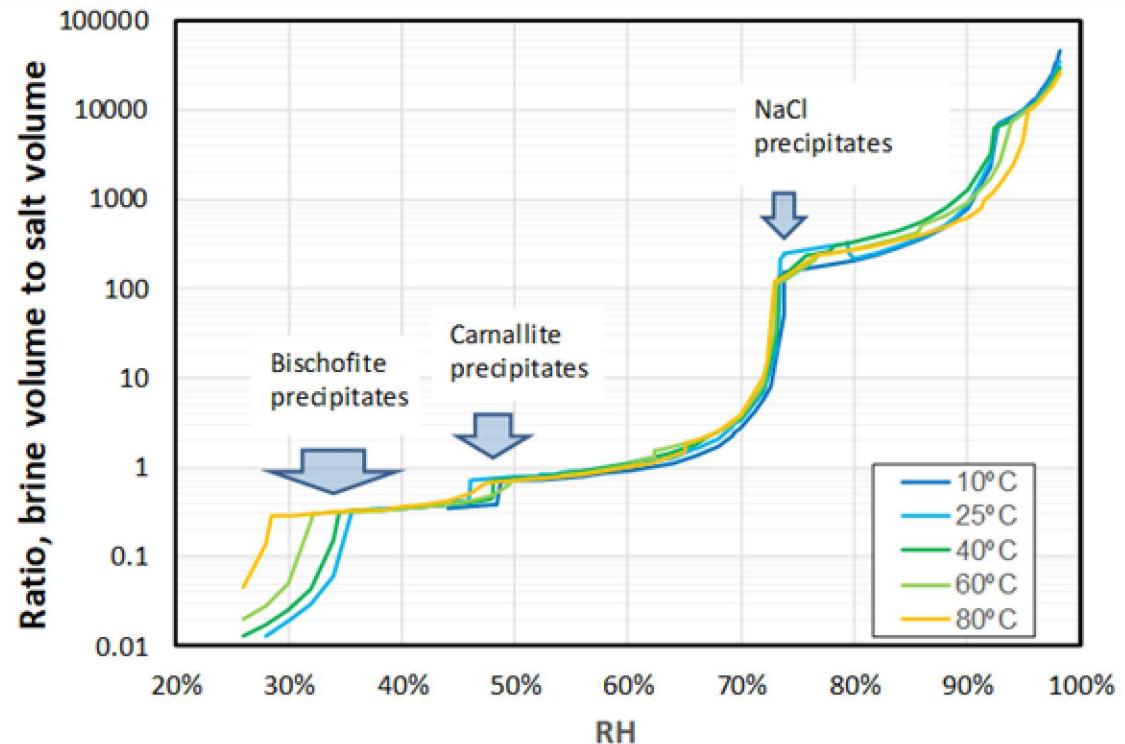 Ratio, brine volume to salt volume
100000
10000
1000
100
10
1
0.1
0.01
NaCl
precipitates
Carnallite
precipitates
Bischofite
precipitates
10ºC
25ºC
40ºC
60ºC
80ºC
20%
30%
40%
50%
60%
70%
80%
90%
100%
RH